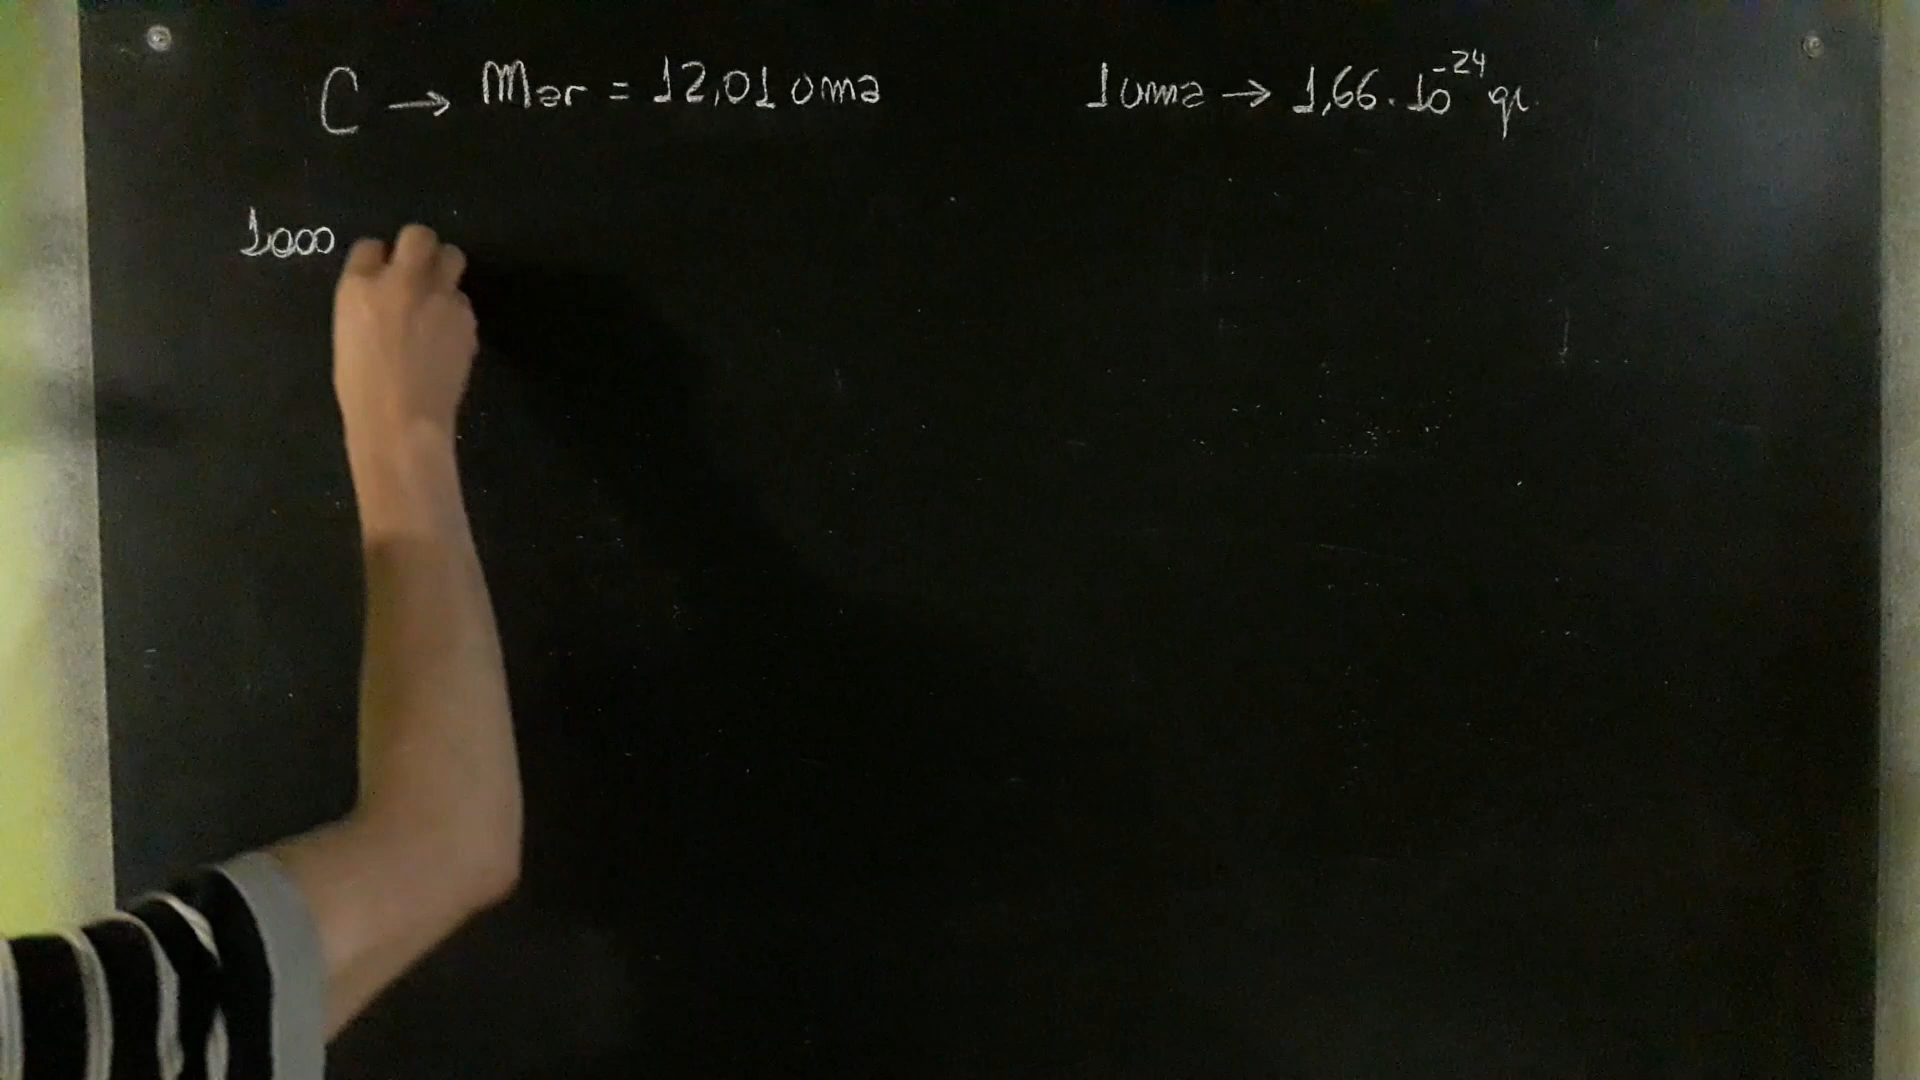 C → Mar = 12,01 uma
1 uma → 1,66 . 10⁻²⁴ gr.
1000